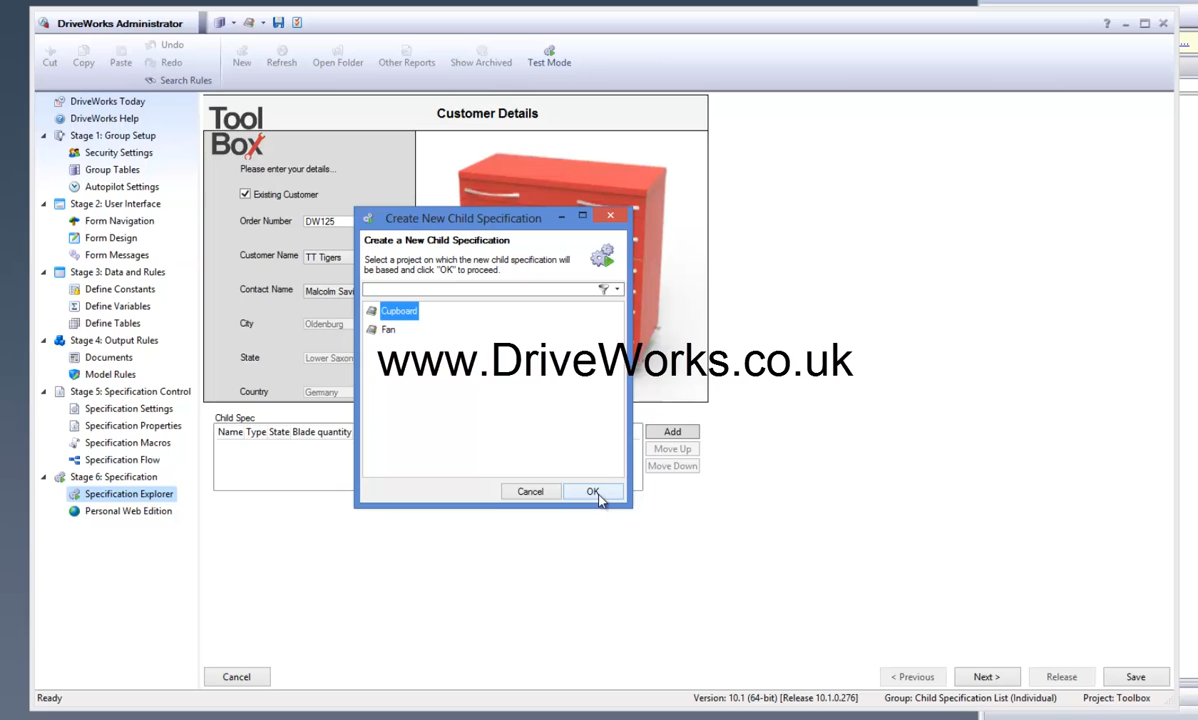 DriveWorks Administrator
Cut
Copy
Paste
Undo
Redo
Search Rules
New
Refresh
Open Folder
Other Reports
Show Archived
Test Mode
DriveWorks Today
DriveWorks Help
Stage 1: Group Setup
Security Settings
Group Tables
Autopilot Settings
Stage 2: User Interface
Form Navigation
Form Design
Form Messages
Stage 3: Data and Rules
Define Constants
Define Variables
Define Tables
Stage 4: Output Rules
Documents
Model Rules
Stage 5: Specification Control
Specification Settings
Specification Properties
Specification Macros
Specification Flow
Stage 6: Specification
Specification Explorer
Personal Web Edition
Tool
Box
Customer Details
Please enter your details...
Existing Customer
Order Number DW125
Customer Name TT Tigers
Contact Name Malcolm Savi
City Oldenburg
State Lower Saxon
Country Germany
Child Spec
Name Type State Blade quantity
Add
Move Up
Move Down
Create New Child Specification
Create a New Child Specification
Select a project on which the new child specification will
be based and click "OK" to proceed.
Cupboard
Fan
Cancel
OK
www.DriveWorks.co.uk
Cancel
< Previous
Next >
Release
Save
Ready
Version: 10.1 (64-bit) [Release 10.1.0.276]
Group: Child Specification List (Individual)
Project: Toolbox